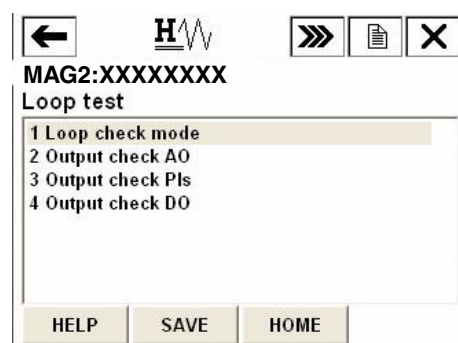 H
MAG2:XXXXXXXX
Loop test
1 Loop check mode
2 Output check AO
3 Output check Pls
4 Output check DO
HELP SAVE HOME